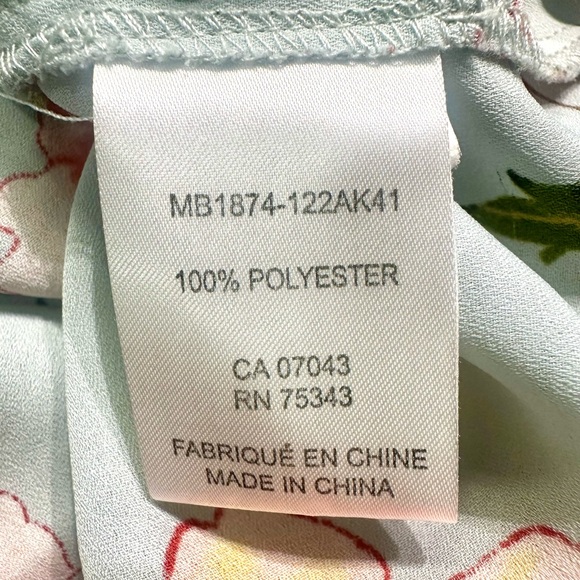 MB1874-122AK41
100% POLYESTER
CA 07043
RN 75343
FABRIQUÉ EN CHINE
MADE IN CHINA